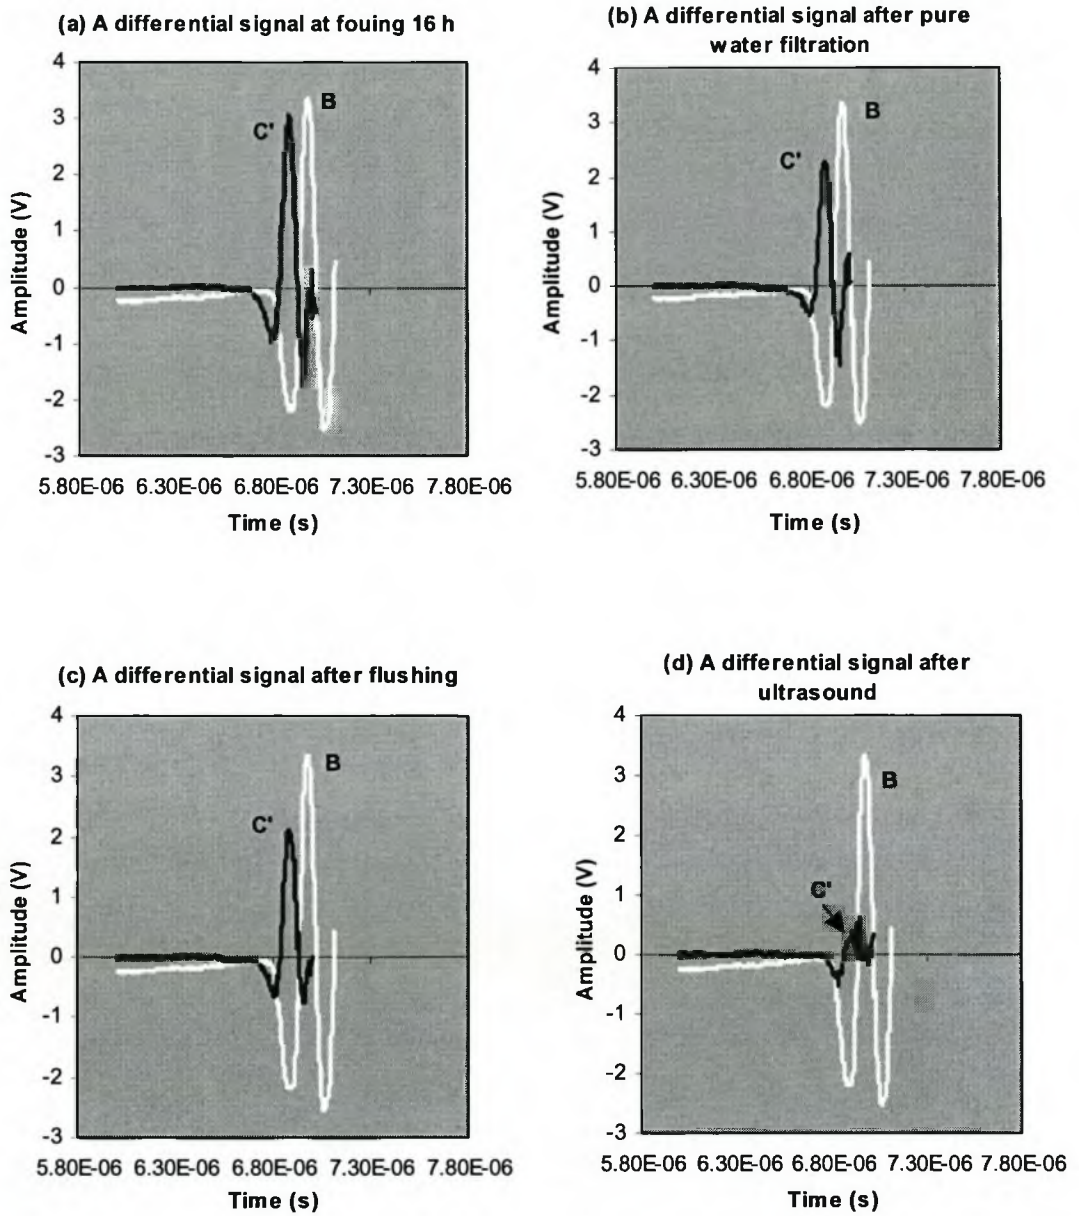 (a) A differential signal at fouing 16 h
4
3
2
1
0
-1
-2
-3
Amplitude (V)
C'
B
5.80E-06 6.30E-06 6.80E-06 7.30E-06 7.80E-06
Time (s)
(b) A differential signal after pure
water filtration
4
3
2
1
0
-1
-2
-3
Amplitude (V)
C'
B
5.80E-06 6.30E-06 6.80E-06 7.30E-06 7.80E-06
Time (s)
(c) A differential signal after flushing
4
3
2
1
0
-1
-2
-3
Amplitude (V)
C'
B
5.80E-06 6.30E-06 6.80E-06 7.30E-06 7.80E-06
Time (s)
(d) A differential signal after
ultrasound
4
3
2
1
0
-1
-2
-3
Amplitude (V)
C'
B
5.80E-06 6.30E-06 6.80E-06 7.30E-06 7.80E-06
Time (s)